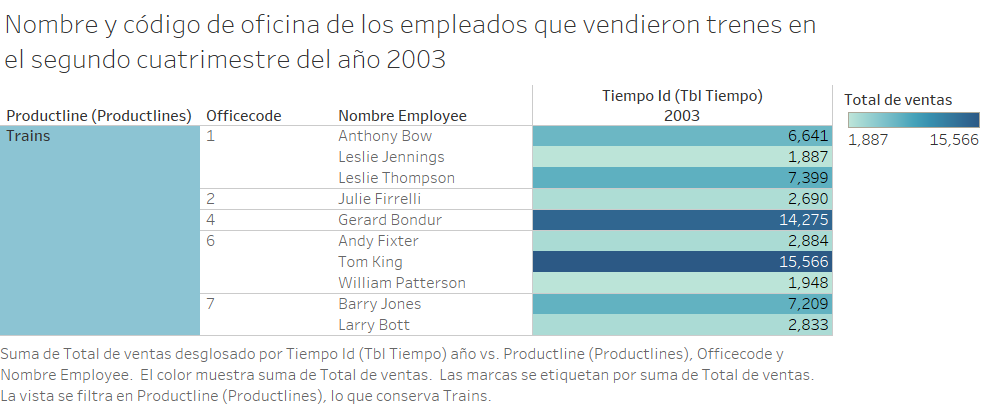 Nombre y código de oficina de los empleados que vendieron trenes en
el segundo cuatrimestre del año 2003
Tiempo Id (Tbl Tiempo)
Productline (Productlines) Officecode Nombre Employee 2003
Trains 1 Anthony Bow 6,641
Leslie Jennings 1,887
Leslie Thompson 7,399
2 Julie Firrelli 2,690
4 Gerard Bondur 14,275
6 Andy Fixter 2,884
Tom King 15,566
William Patterson 1,948
7 Barry Jones 7,209
Larry Bott 2,833
Total de ventas
1,887 15,566
Suma de Total de ventas desglosado por Tiempo Id (Tbl Tiempo) año vs. Productline (Productlines), Officecode y
Nombre Employee. El color muestra suma de Total de ventas. Las marcas se etiquetan por suma de Total de ventas.
La vista se filtra en Productline (Productlines), lo que conserva Trains.